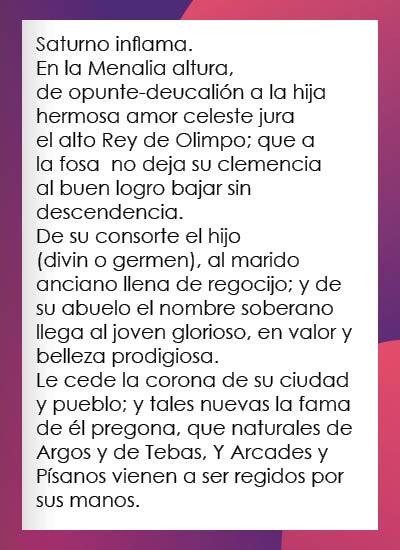 Saturno inflama.
En la Menalia altura,
de opunte-deucalión a la hija
hermosa amor celeste jura
el alto Rey de Olimpo; que a
la fosa  no deja su clemencia
al buen logro bajar sin
descendencia.
De su consorte el hijo
(divin o germen), al marido
anciano llena de regocijo; y de
su abuelo el nombre soberano
llega al joven glorioso, en valor y
belleza prodigiosa.
Le cede la corona de su ciudad
y pueblo; y tales nuevas la fama
de él pregona, que naturales de
Argos y de Tebas, Y Arcades y
Písanos vienen a ser regidos por
sus manos.